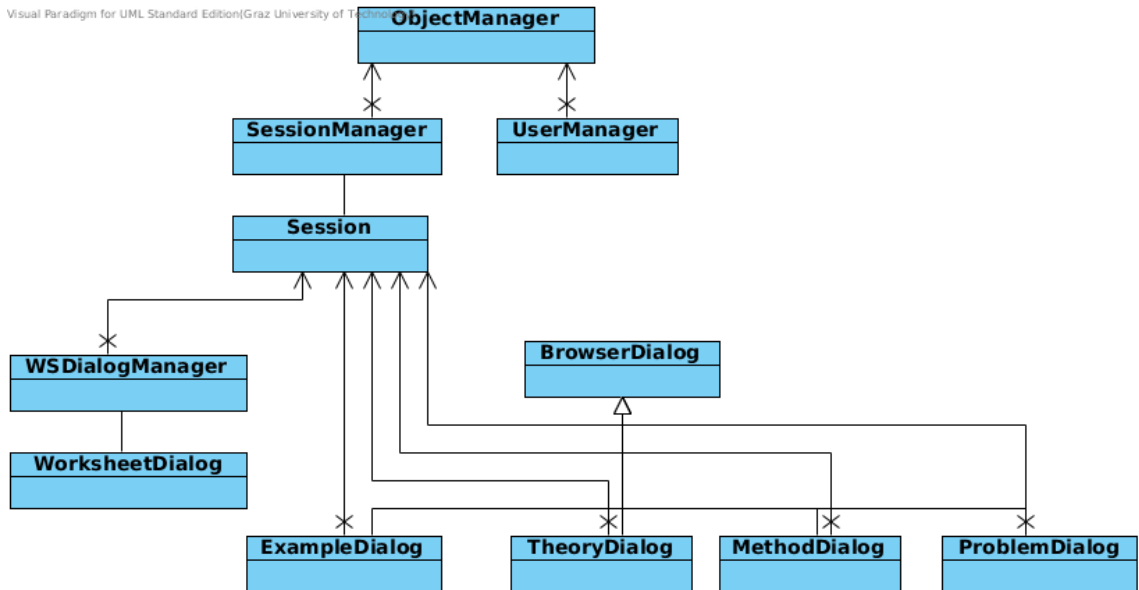 Visual Paradigm for UML Standard Edition(Graz University of
ObjectManager
SessionManager
UserManager
Session
BrowserDialog
WSDialogManager
WorksheetDialog
ExampleDialog
TheoryDialog
MethodDialog
ProblemDialog